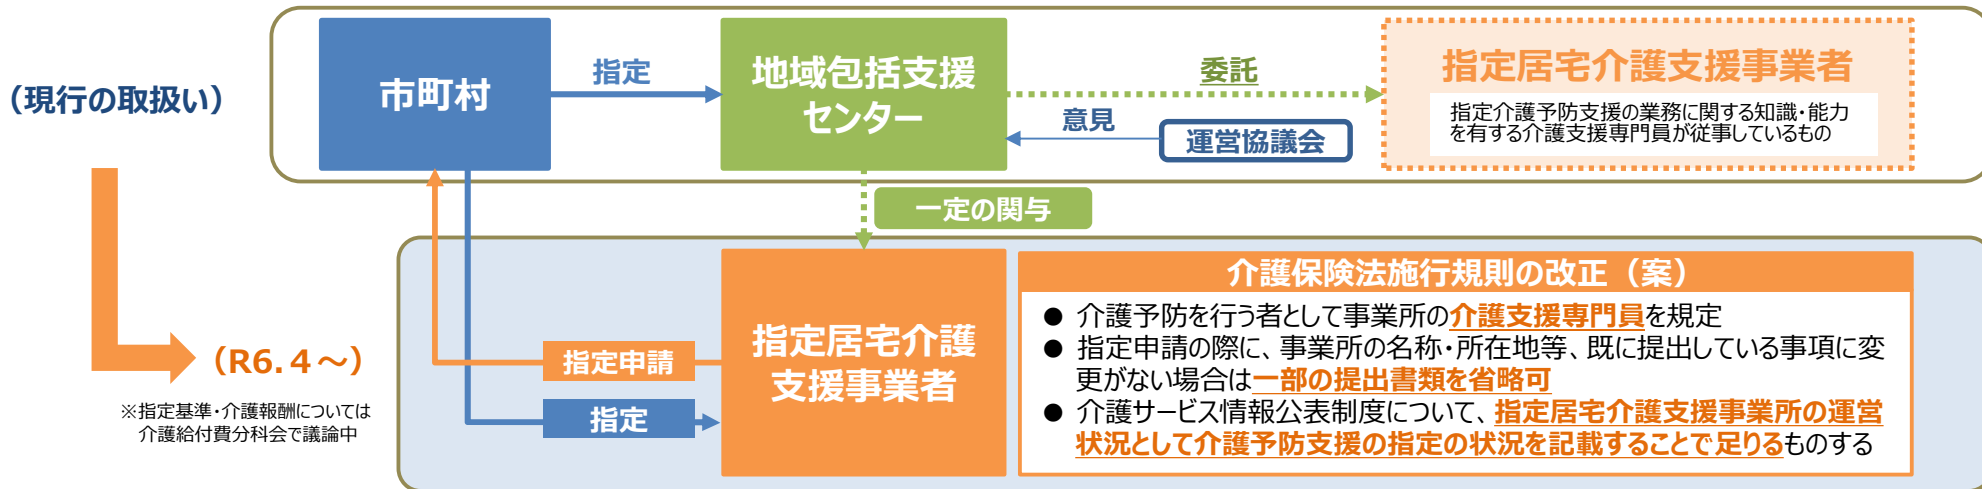 （現行の取扱い）
市町村
指定
地域包括支援
センター
委託
意見
運営協議会
指定居宅介護支援事業者
指定介護予防支援の業務に関する知識・能力
を有する介護支援専門員が従事しているもの
一定の関与
（R6.４～）
※指定基準・介護報酬については
介護給付費分科会で議論中
指定申請
指定
指定居宅介護
支援事業者
介護保険法施行規則の改正（案）
● 介護予防を行う者として事業所の介護支援専門員を規定
● 指定申請の際に、事業所の名称・所在地等、既に提出している事項に変
更がない場合は一部の提出書類を省略可
● 介護サービス情報公表制度について、指定居宅介護支援事業所の運営
状況として介護予防支援の指定の状況を記載することで足りるものする